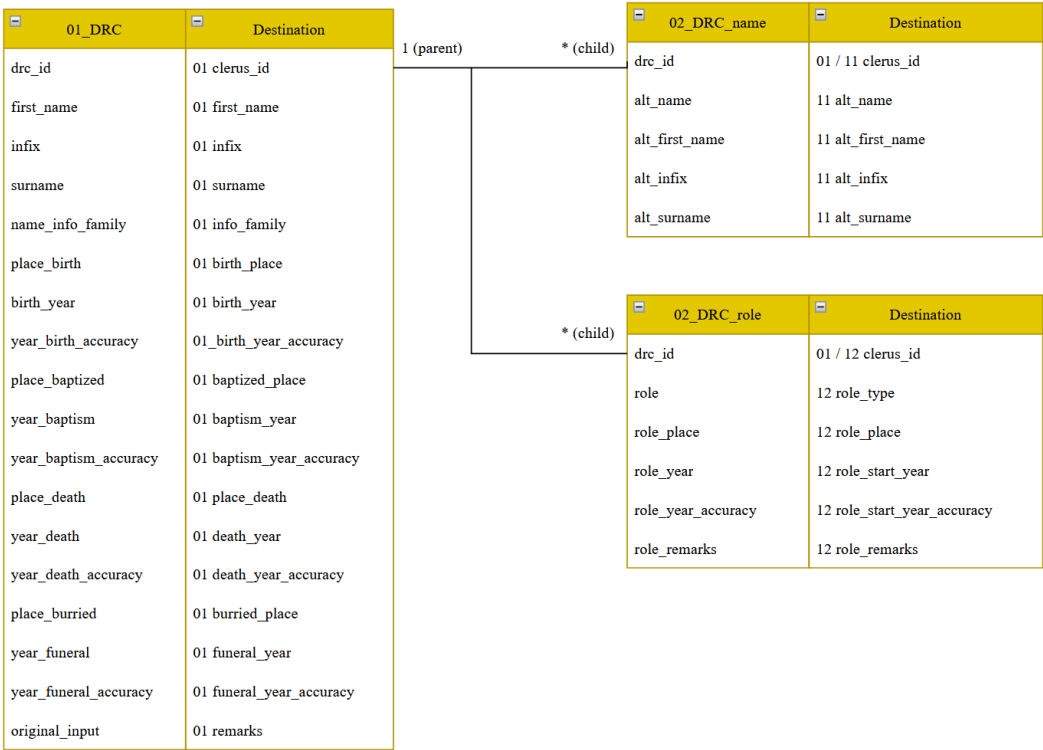 01_DRC Destination
drc_id 01 clerus_id
first_name 01 first_name
infix 01 infix
surname 01 surname
name_info_family 01 info_family
place_birth 01 birth_place
birth_year 01 birth_year
year_birth_accuracy 01_birth_year_accuracy
place_baptized 01 baptized_place
year_baptism 01 baptism_year
year_baptism_accuracy 01 baptism_year_accuracy
place_death 01 place_death
year_death 01 death_year
year_death_accuracy 01 death_year_accuracy
place_burried 01 burried_place
year_funeral 01 funeral_year
year_funeral_accuracy 01 funeral_year_accuracy
original_input 01 remarks
1 (parent) * (child)
02_DRC_name Destination
drc_id 01 / 11 clerus_id
alt_name 11 alt_name
alt_first_name 11 alt_first_name
alt_infix 11 alt_infix
alt_surname 11 alt_surname
* (child)
02_DRC_role Destination
drc_id 01 / 12 clerus_id
role 12 role_type
role_place 12 role_place
role_year 12 role_start_year
role_year_accuracy 12 role_start_year_accuracy
role_remarks 12 role_remarks